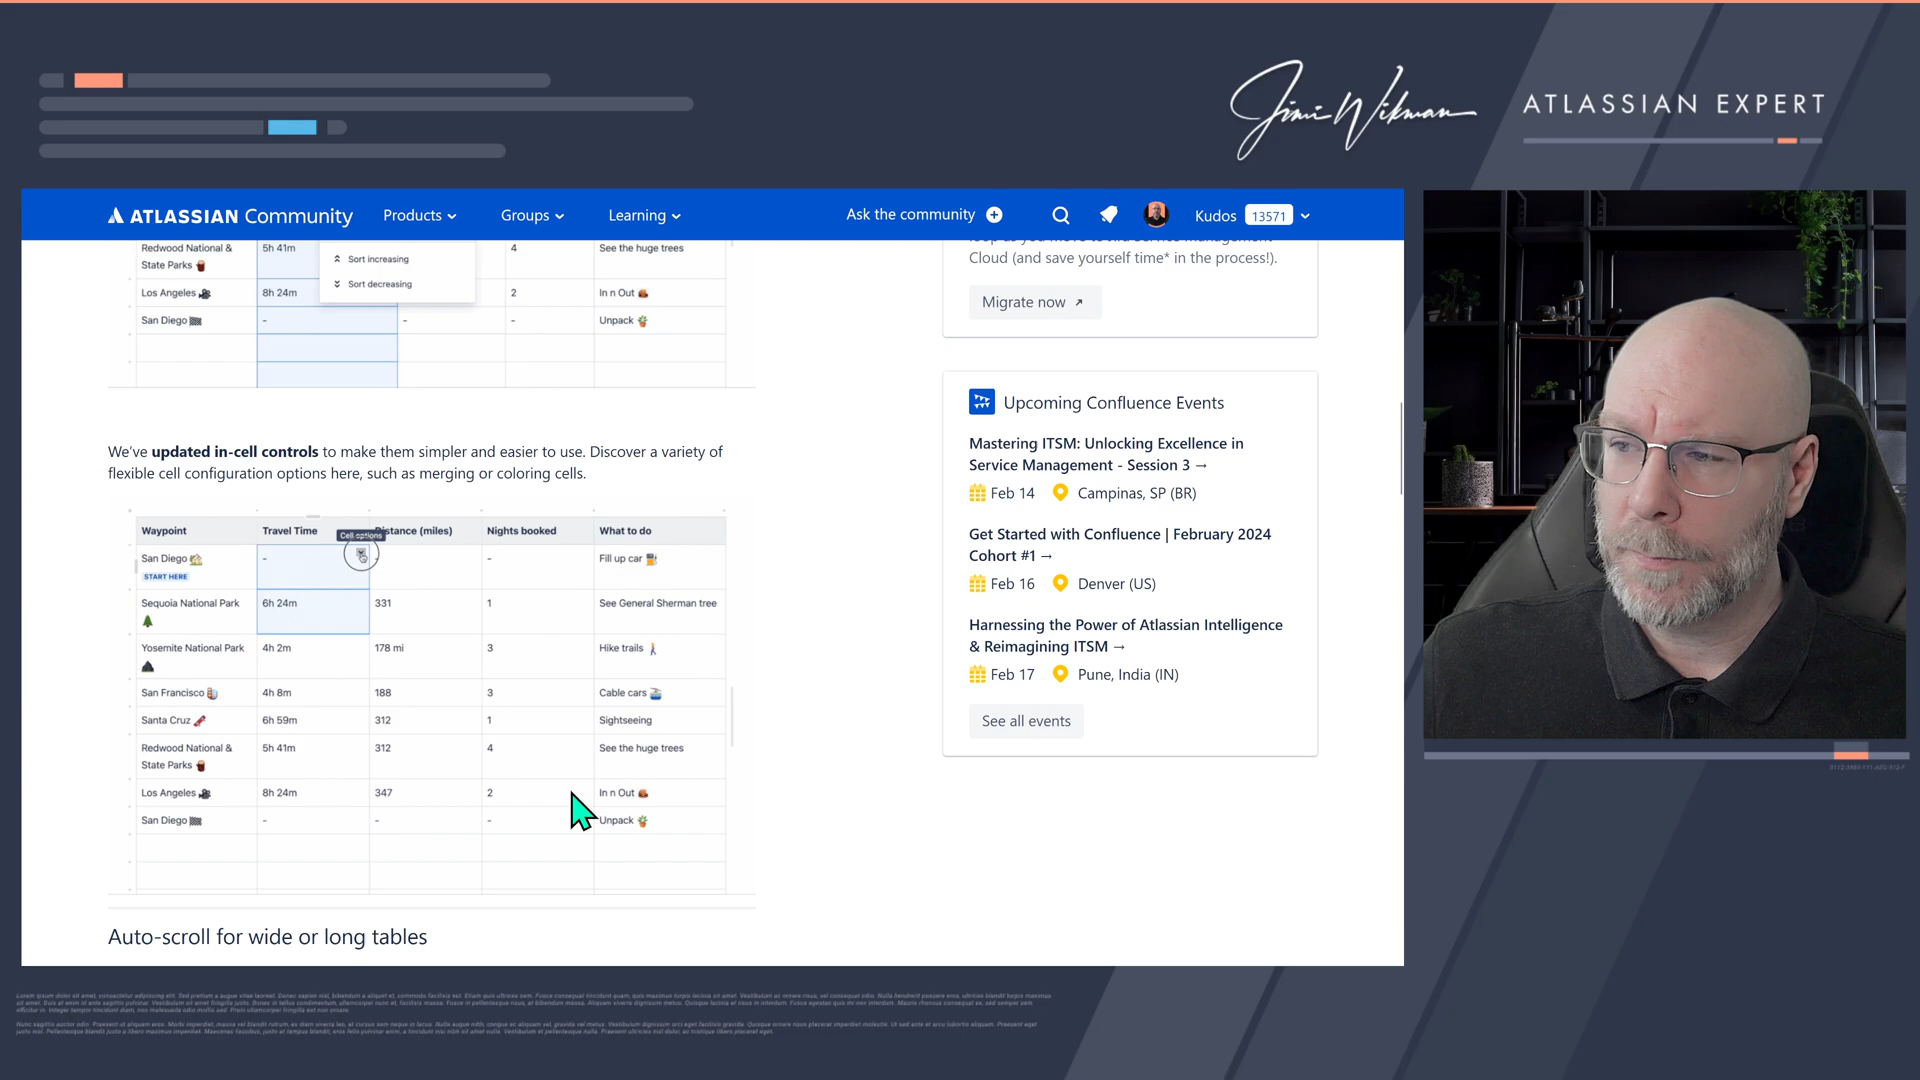 Jimi Wikman
ATLASSIAN EXPERT
ATLASSIAN Community
Products
Groups
Learning
Ask the community
Kudos 13571
Redwood National & 5h 41m 4 See the huge trees
State Parks
Sort increasing
Sort decreasing
Los Angeles 8h 24m 2 In n Out
San Diego - - - Unpack
We've updated in-cell controls to make them simpler and easier to use. Discover a variety of
flexible cell configuration options here, such as merging or coloring cells.
Waypoint Travel Time stance (miles) Nights booked What to do
Cell options
San Diego - - Fill up car
START HERE
Sequoia National Park 6h 24m 331 1 See General Sherman tree
Yosemite National Park 4h 2m 178 mi 3 Hike trails
San Francisco 4h 8m 188 3 Cable cars
Santa Cruz 6h 59m 312 1 Sightseeing
Redwood National & 5h 41m 312 4 See the huge trees
State Parks
Los Angeles 8h 24m 347 2 In n Out
San Diego - - - Unpack
Auto-scroll for wide or long tables
Cloud (and save yourself time* in the process!).
Migrate now
Upcoming Confluence Events
Mastering ITSM: Unlocking Excellence in
Service Management - Session 3 →
Feb 14 Campinas, SP (BR)
Get Started with Confluence | February 2024
Cohort #1 →
Feb 16 Denver (US)
Harnessing the Power of Atlassian Intelligence
& Reimagining ITSM →
Feb 17 Pune, India (IN)
See all events